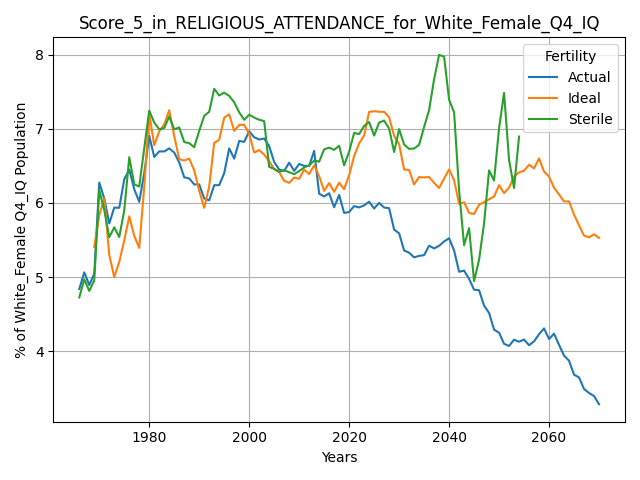 Score_5_in_RELIGIOUS_ATTENDANCE_for_White_Female_Q4_IQ
% of White_Female Q4_IQ Population
8
7
6
5
4
Fertility
Actual
Ideal
Sterile
1980 2000 2020 2040 2060
Years